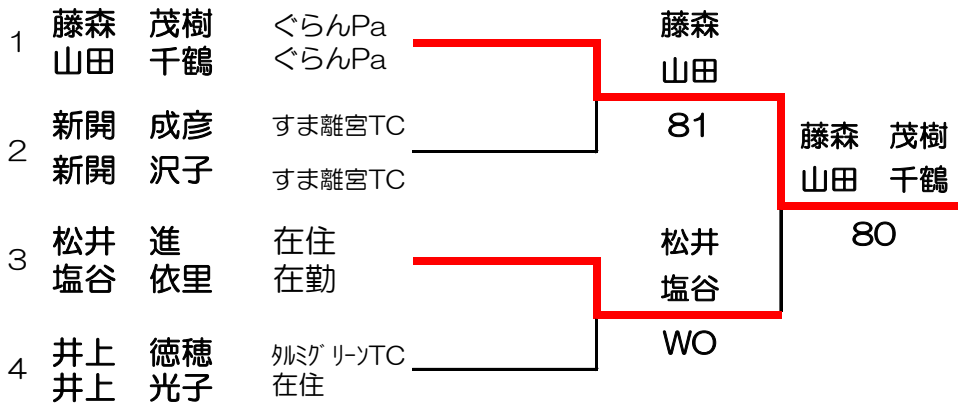 1 藤森 茂樹 ぐらんPa
山田 千鶴 ぐらんPa
2 新開 成彦 すま離宮TC
新開 沢子 すま離宮TC
3 松井 進 在住
塩谷 依里 在勤
4 井上 徳穂 ﾀﾙﾐｸﾞﾘｰﾝTC
井上 光子 在住
藤森
山田
81
松井
塩谷
WO
藤森 茂樹
山田 千鶴
80